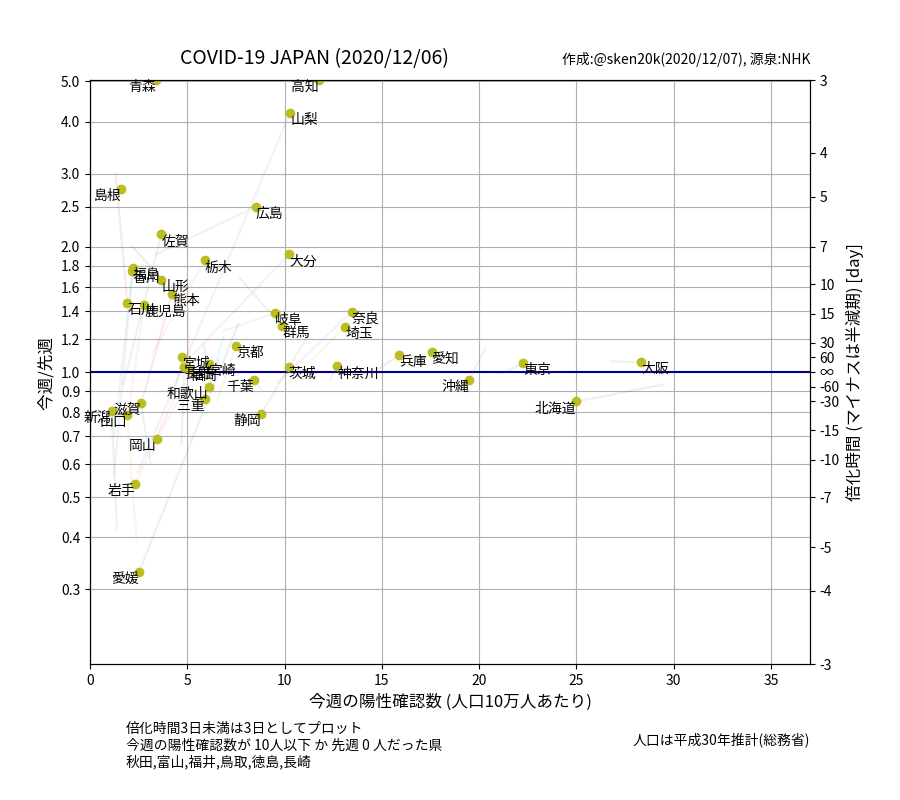 COVID-19 JAPAN (2020/12/06)
作成:@sken20k(2020/12/07), 源泉:NHK
今週/先週
5.0
4.0
3.0
2.5
2.0
1.8
1.6
1.4
1.2
1.0
0.9
0.8
0.7
0.6
0.5
0.4
0.3
青森
高知
山梨
島根
広島
佐賀
大分
栃木
福島
香川
山形
熊本
石川
鹿児島
岐阜
奈良
群馬
埼玉
京都
兵庫
愛知
宮城
宮崎
茨城
神奈川
東京
大阪
千葉
沖縄
和歌山
三重
北海道
滋賀
新潟
山口
静岡
岡山
岩手
愛媛
3
4
5
7
10
15
30
60
∞
-60
-30
-15
-10
-7
-5
-4
-3
倍化時間 (マイナスは半減期) [day]
0 5 10 15 20 25 30 35
今週の陽性確認数 (人口10万人あたり)
倍化時間3日未満は3日としてプロット
今週の陽性確認数が 10人以下 か 先週 0 人だった県
秋田,富山,福井,鳥取,徳島,長崎
人口は平成30年推計(総務省)